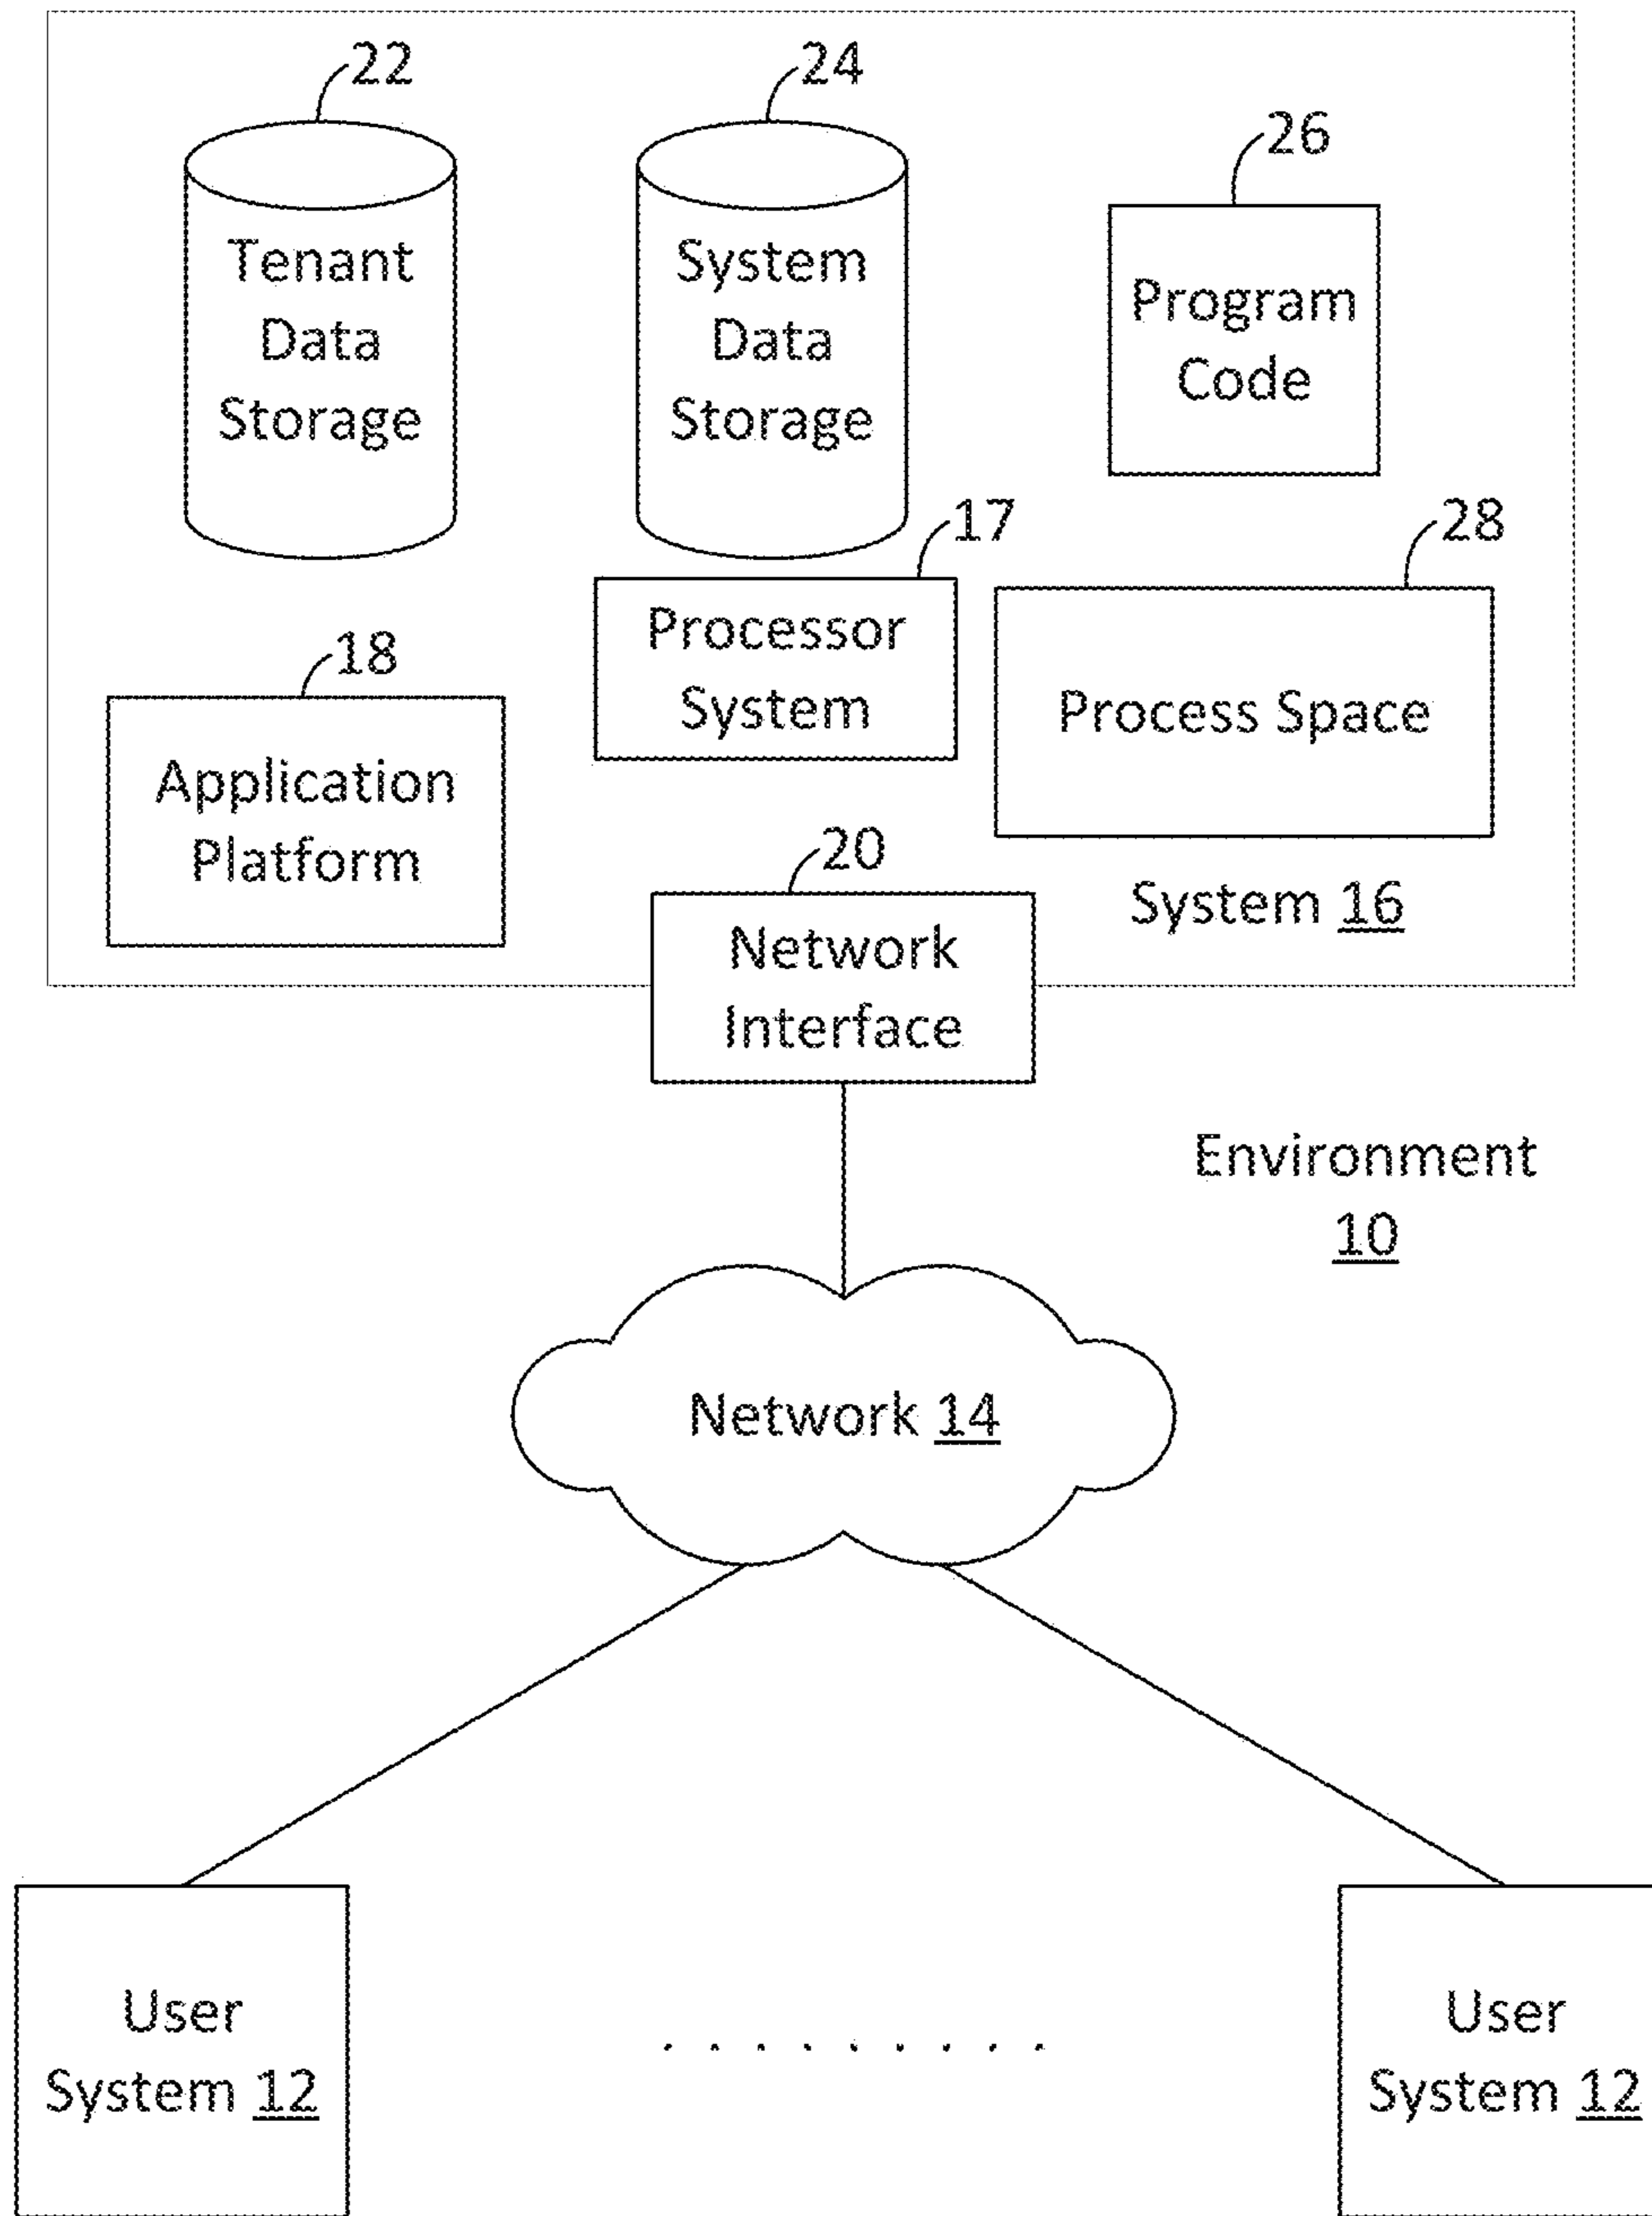 22
24
26
Tenant
Data
Storage
System
Data
Storage
Program
Code
17
28
18
Processor
System
Process Space
Application
Platform
20
System 16
Network
Interface
Environment
10
Network 14
User
System 12
. . . . . . . . .
User
System 12